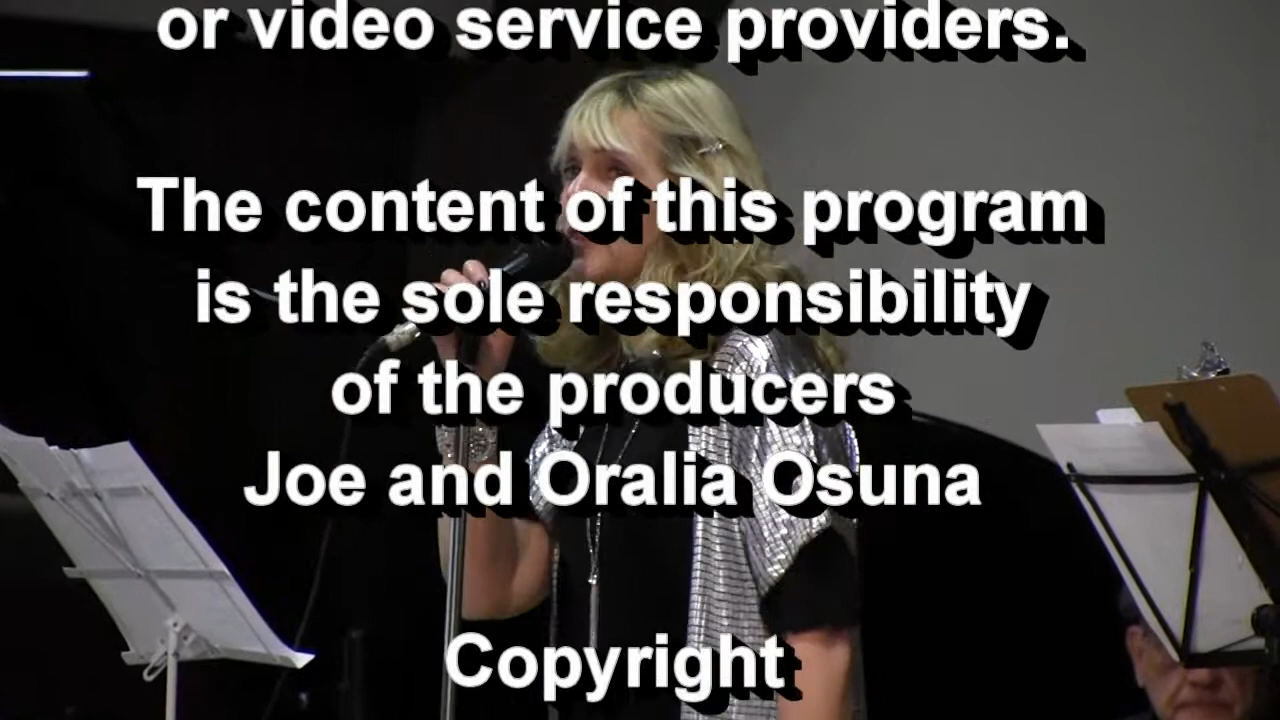 or video service providers.
The content of this program
is the sole responsibility
of the producers
Joe and Oralia Osuna
Copyright